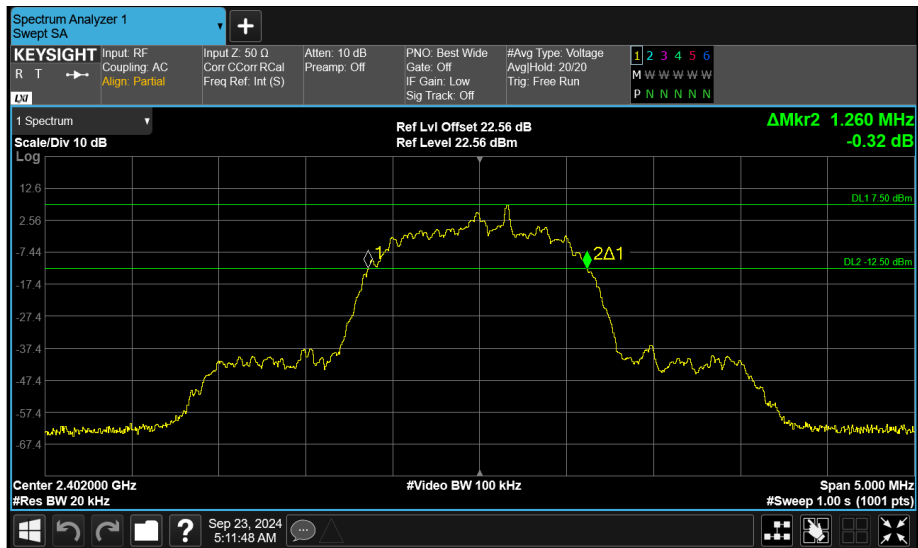 Spectrum Analyzer 1
Swept SA
+
KEYSIGHT Input: RF Input Z: 50 Ω Atten: 10 dB PNO: Best Wide #Avg Type: Voltage 1 2 3 4 5 6
R T Coupling: AC Corr CCorr RCal Preamp: Off Gate: Off Avg|Hold: 20/20 M W W W W W
Align: Partial Freq Ref: Int (S) IF Gain: Low Trig: Free Run
LXI Sig Track: Off P N N N N N
1 Spectrum
Scale/Div 10 dB
Ref Lvl Offset 22.56 dB
Ref Level 22.56 dBm
ΔMkr2 1.260 MHz
-0.32 dB
Log
12.6
DL1 7.50 dBm
2.56
-7.44
1
2Δ1
DL2 -12.50 dBm
-17.4
-27.4
-37.4
-47.4
-57.4
-67.4
Center 2.402000 GHz #Video BW 100 kHz Span 5.000 MHz
#Res BW 20 kHz #Sweep 1.00 s (1001 pts)
?
Sep 23, 2024
5:11:48 AM